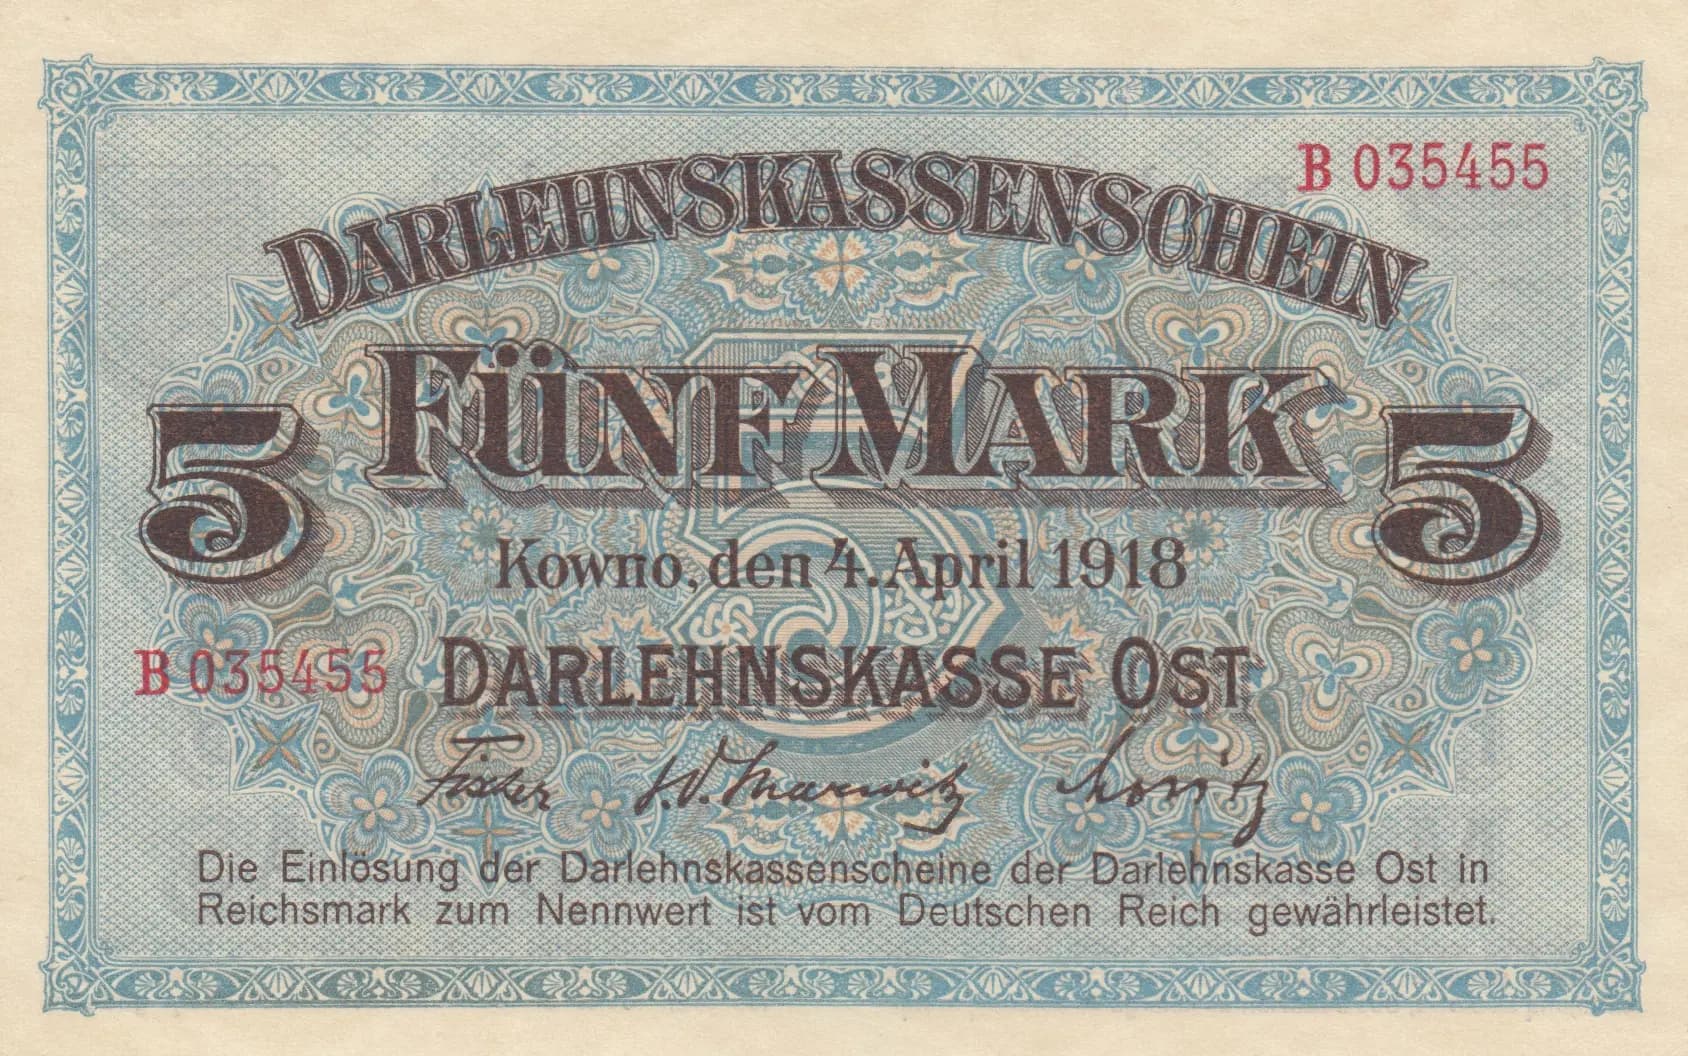 B 035455
DARLEHNSKASSENSCHEIN
5 FÜNF MARK 5
Kowno, den 4. April 1918
B 035455 DARLEHNSKASSE OST
Fischer
Die Einlösung der Darlehnskassenscheine der Darlehnskasse Ost in
Reichsmark zum Nennwert ist vom Deutschen Reich gewährleistet.